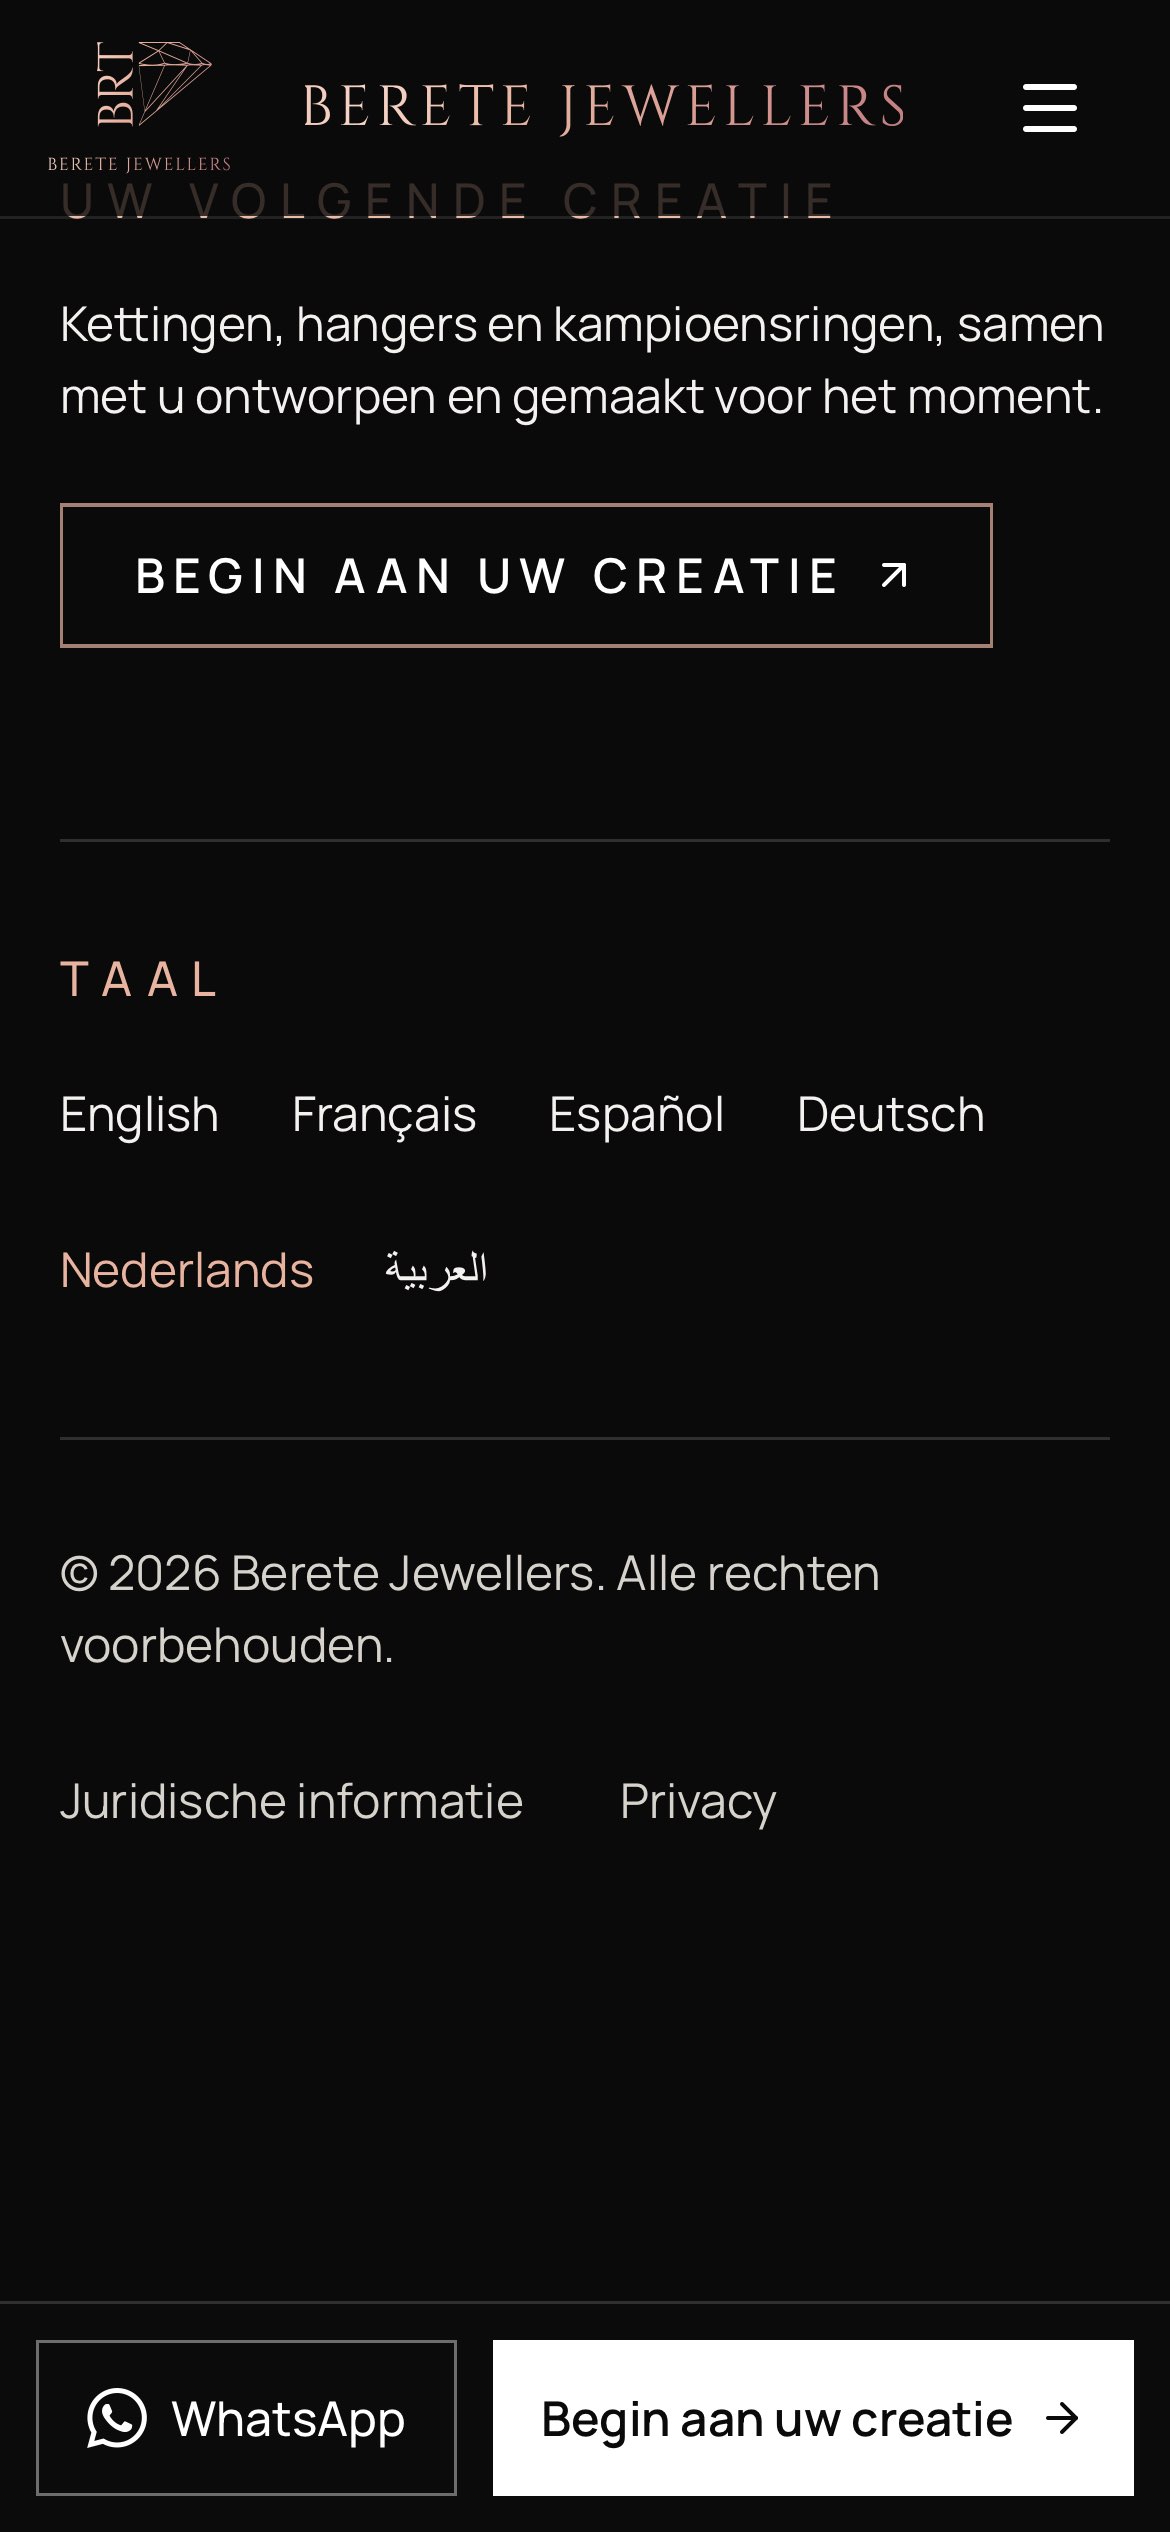 BRT
BERETE JEWELLERS
BERETE JEWELLERS
UW VOLGENDE CREATIE
Kettingen, hangers en kampioensringen, samen
met u ontworpen en gemaakt voor het moment.
BEGIN AAN UW CREATIE
TAAL
English Français Español Deutsch
Nederlands العربية
© 2026 Berete Jewellers. Alle rechten
voorbehouden.
Juridische informatie Privacy
WhatsApp Begin aan uw creatie